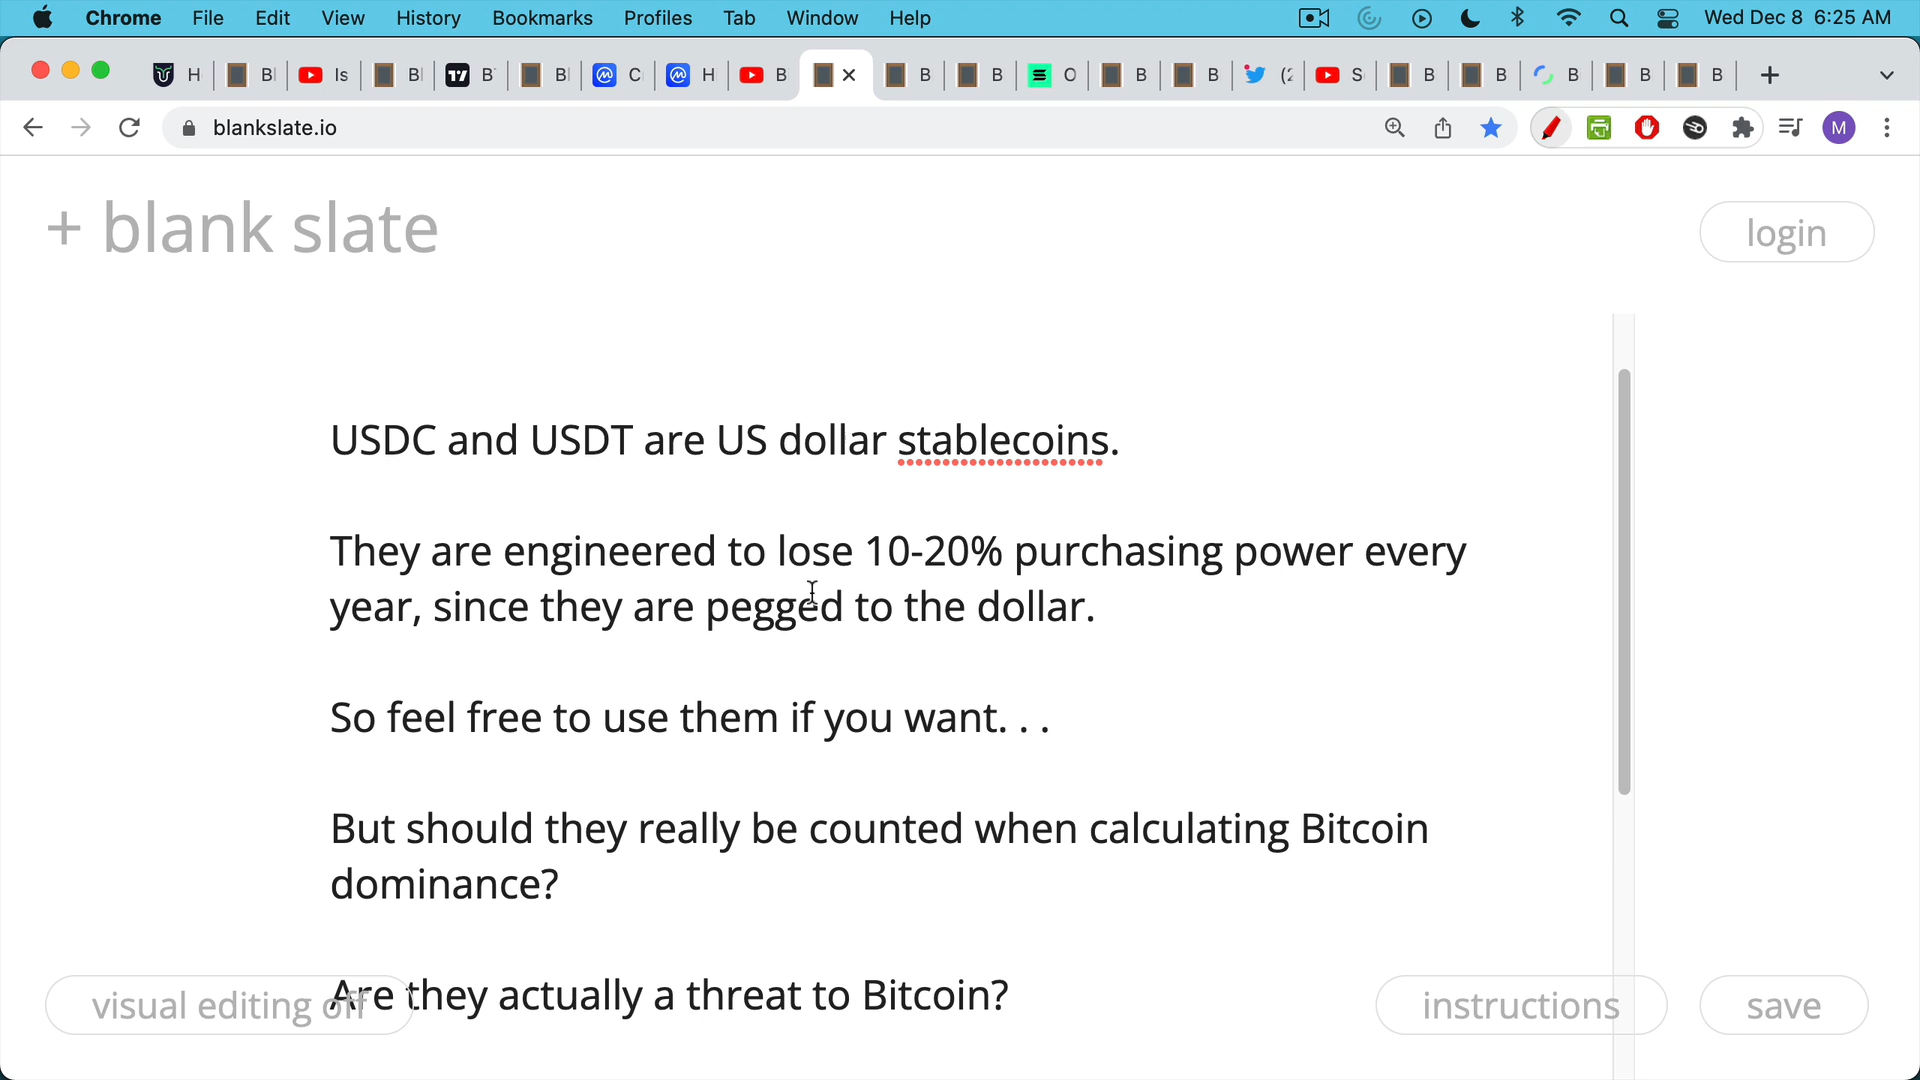 Chrome File Edit View History Bookmarks Profiles Tab Window Help Wed Dec 8 6:25 AM
H B Is B B B C H B B B O B B (2 S B B B B B
blankslate.io M
+ blank slate
login
USDC and USDT are US dollar stablecoins.
They are engineered to lose 10-20% purchasing power every
year, since they are pegged to the dollar.
So feel free to use them if you want. . .
But should they really be counted when calculating Bitcoin
dominance?
Are they actually a threat to Bitcoin?
visual editing off
instructions
save